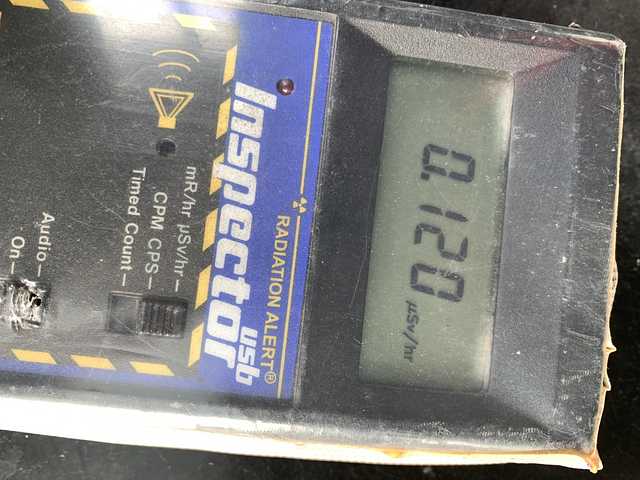 0.120
µSv/hr
RADIATION ALERT®
Inspector
usb
mR/hr µSv/hr
CPM CPS
Timed Count
Audio
On